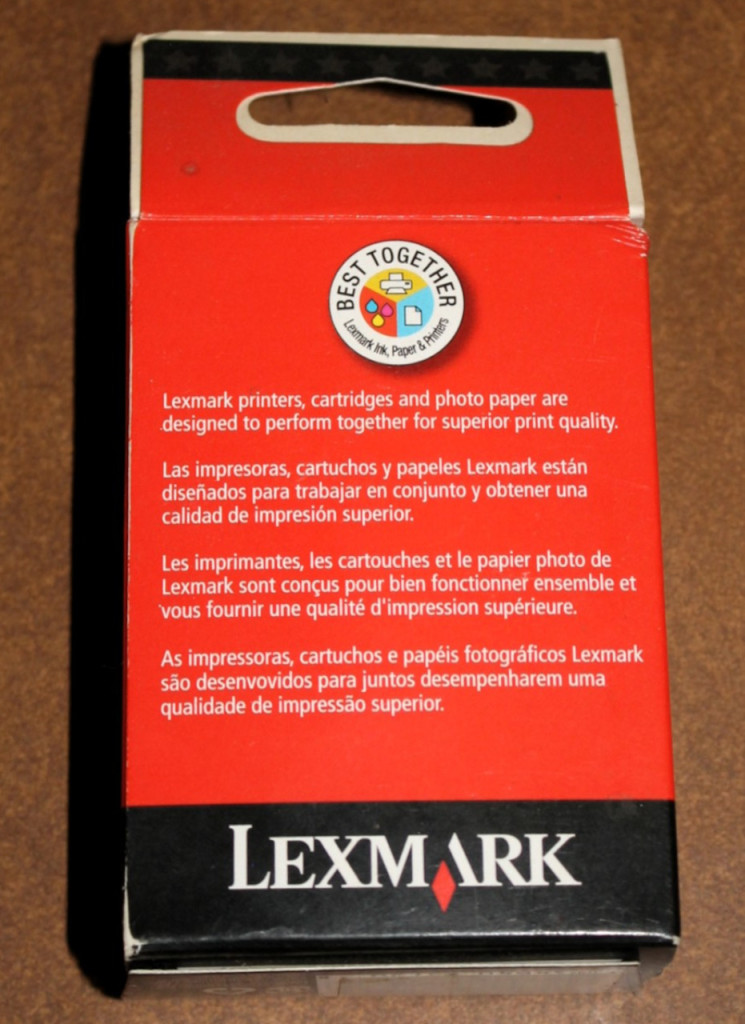 BEST TOGETHER
Lexmark Ink, Paper & Printers
Lexmark printers, cartridges and photo paper are
designed to perform together for superior print quality.
Las impresoras, cartuchos y papeles Lexmark están
diseñados para trabajar en conjunto y obtener una
calidad de impresión superior.
Les imprimantes, les cartouches et le papier photo de
Lexmark sont conçus pour bien fonctionner ensemble et
vous fournir une qualité d'impression supérieure.
As impressoras, cartuchos e papéis fotográficos Lexmark
são desenvovidos para juntos desempenharem uma
qualidade de impressão superior.
LEXMARK